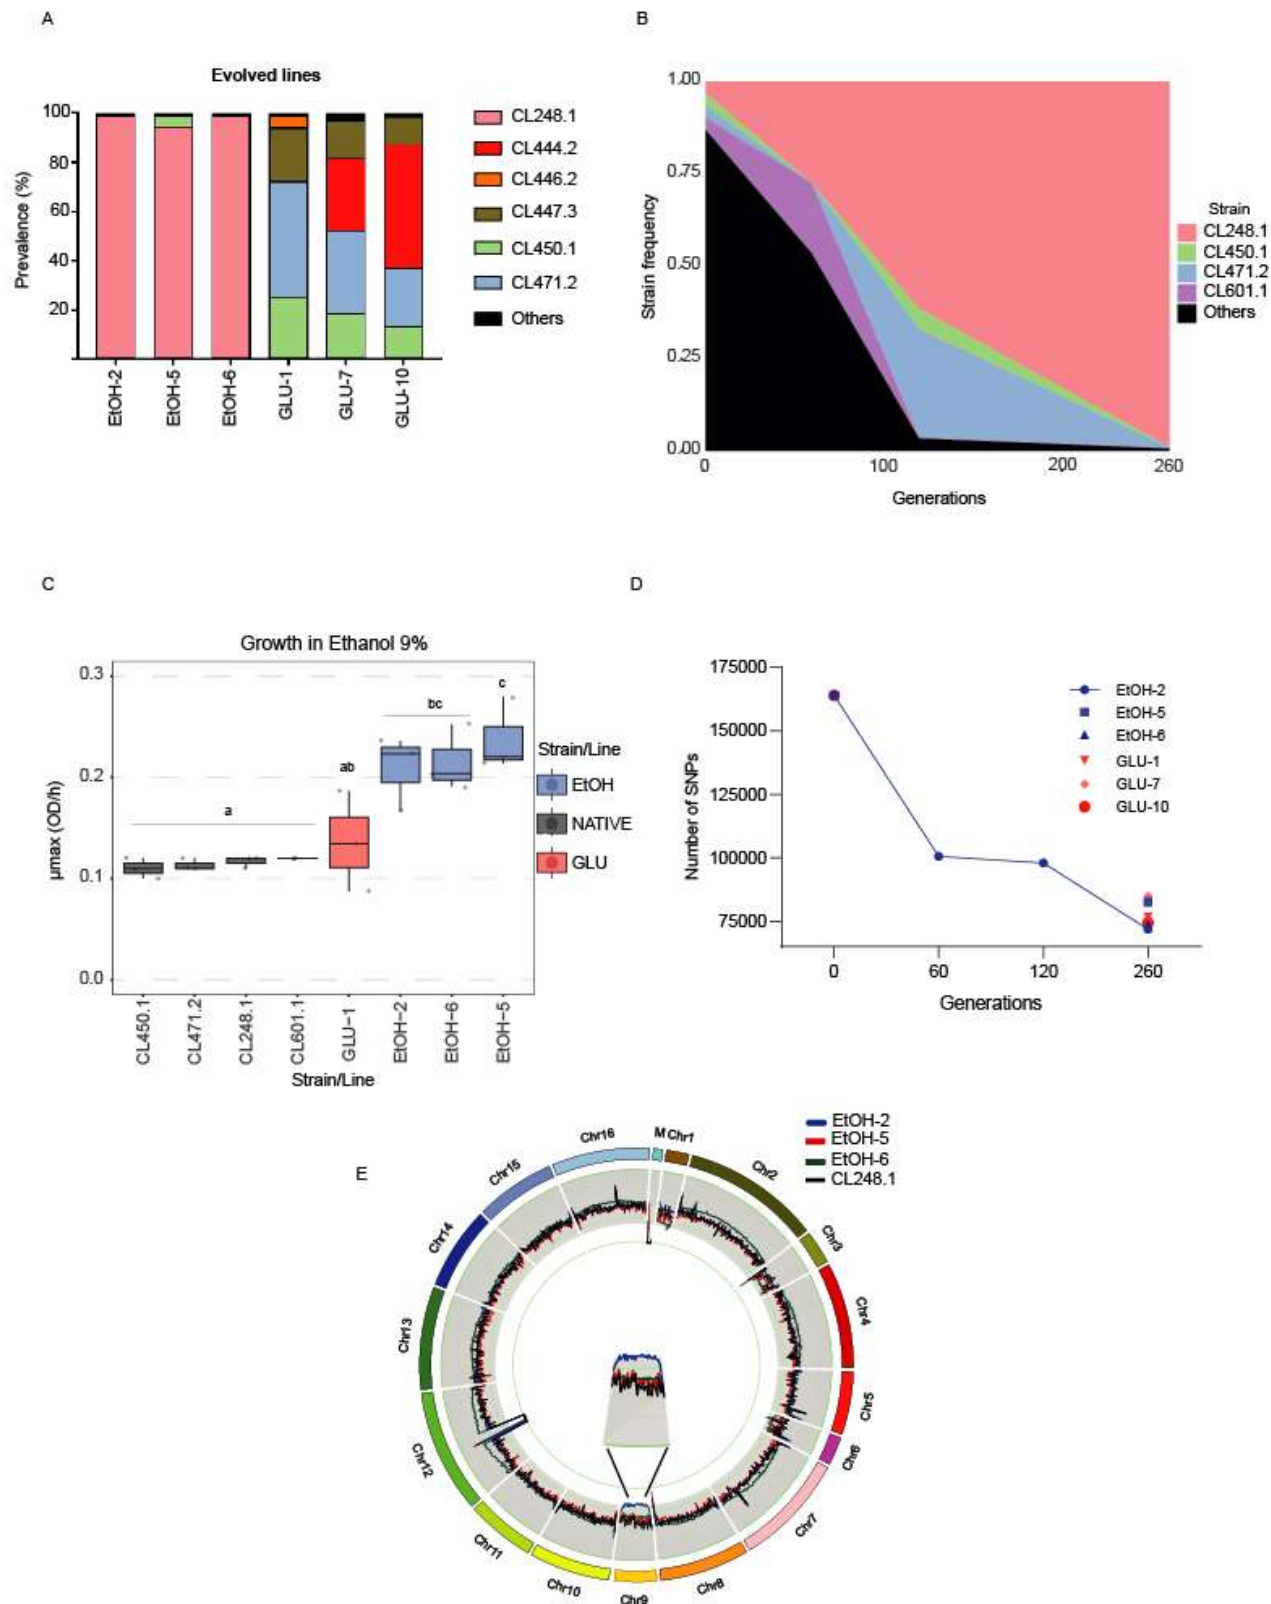 A
Evolved lines
Prevalence (%)
100
80
60
40
20
EtOH-2
EtOH-5
EtOH-6
GLU-1
GLU-7
GLU-10
CL248.1
CL444.2
CL446.2
CL447.3
CL450.1
CL471.2
Others
B
Strain frequency
1.00
0.75
0.50
0.25
0.00
0
100
200
260
Generations
Strain
CL248.1
CL450.1
CL471.2
CL601.1
Others
C
Growth in Ethanol 9%
µmax (OD/h)
0.3
0.2
0.1
0.0
a
ab
bc
c
CL450.1
CL471.2
CL248.1
CL601.1
GLU−1
EtOH−2
EtOH−6
EtOH−5
Strain/Line
Strain/Line
EtOH
NATIVE
GLU
D
Number of SNPs
175000
150000
125000
100000
75000
0
60
120
260
Generations
EtOH-2
EtOH-5
EtOH-6
GLU-1
GLU-7
GLU-10
E
EtOH-2
EtOH-5
EtOH-6
CL248.1
M
Chr1
Chr2
Chr3
Chr4
Chr5
Chr6
Chr7
Chr8
Chr9
Chr10
Chr11
Chr12
Chr13
Chr14
Chr15
Chr16